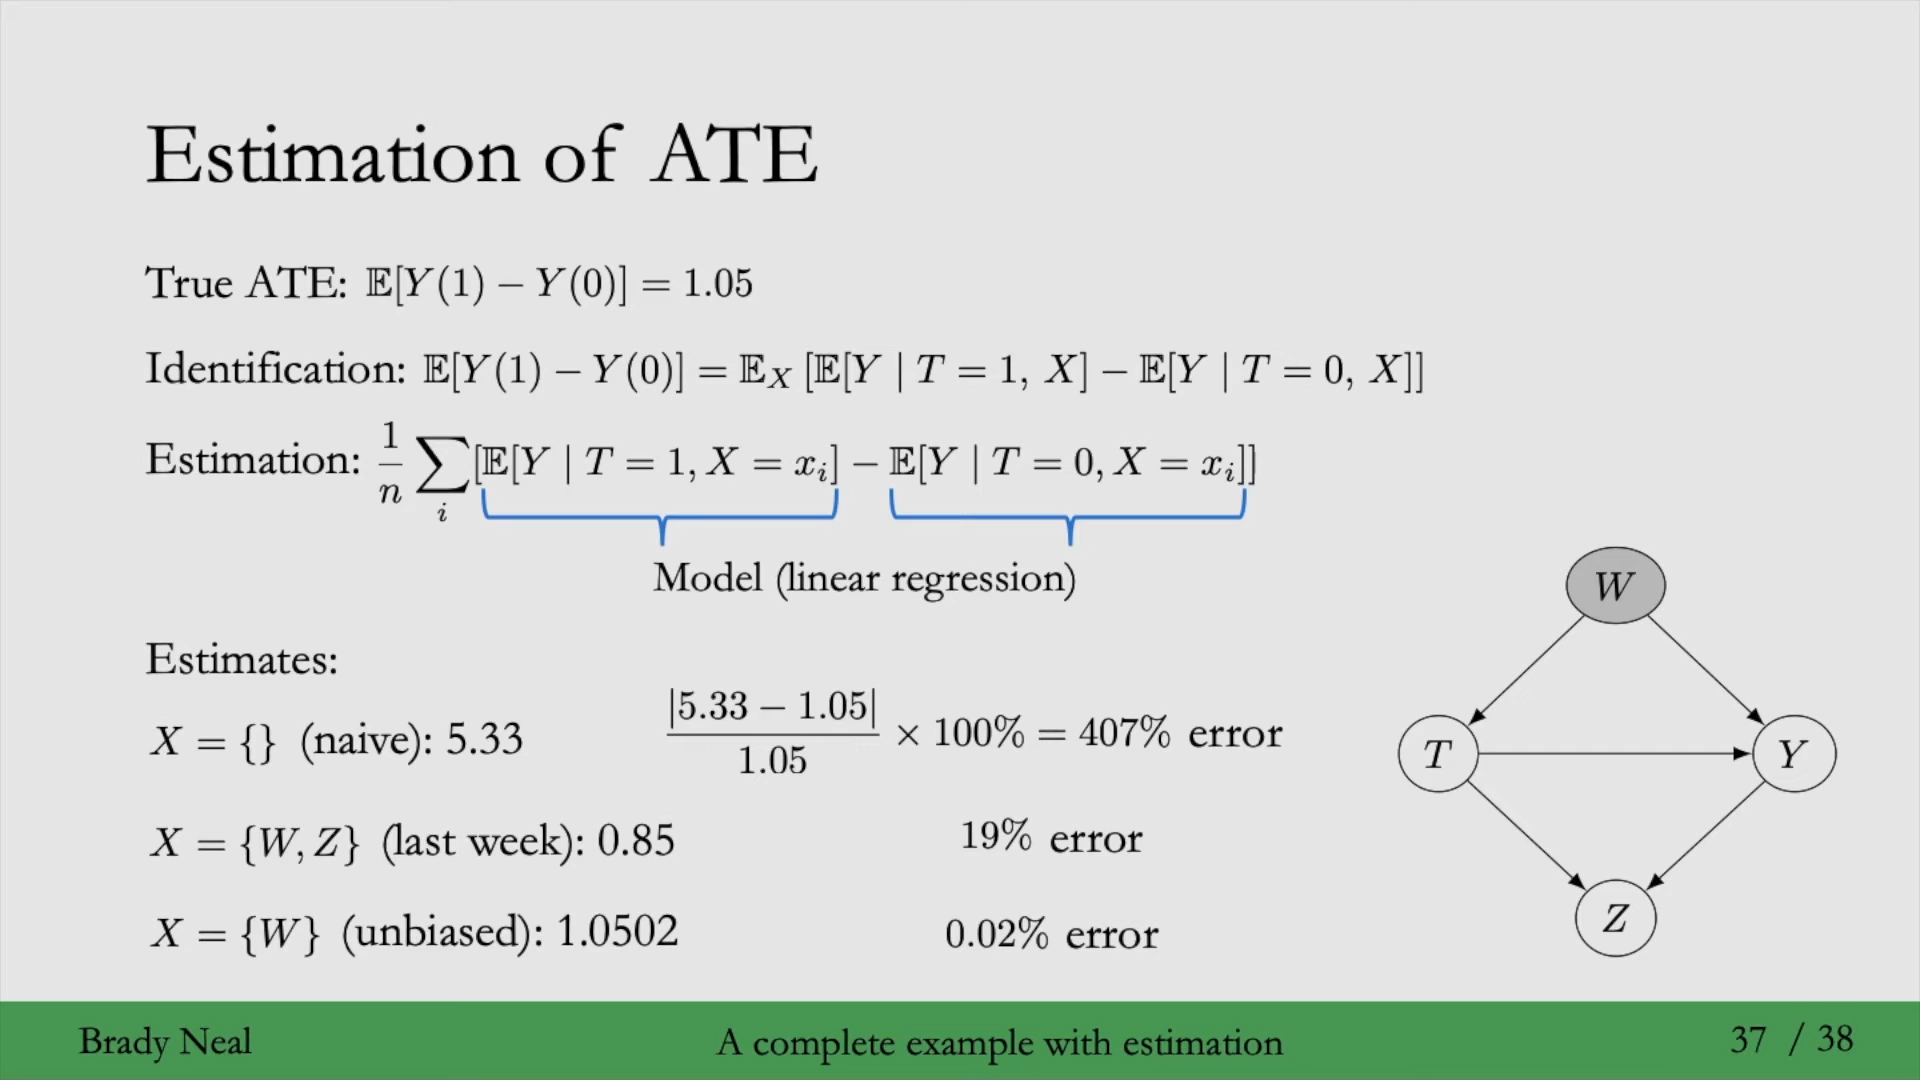 Estimation of ATE
True ATE: 𝔼[Y(1) − Y(0)] = 1.05
Identification: 𝔼[Y(1) − Y(0)] = 𝔼_X [𝔼[Y | T = 1, X] − 𝔼[Y | T = 0, X]]
Estimation: 1/n ∑_i [𝔼[Y | T = 1, X = x_i] − 𝔼[Y | T = 0, X = x_i]]
Model (linear regression)
Estimates:
X = {} (naive): 5.33 |5.33 − 1.05| / 1.05 × 100% = 407% error
X = {W, Z} (last week): 0.85 19% error
X = {W} (unbiased): 1.0502 0.02% error
W
T
Y
Z
Brady Neal
A complete example with estimation
37 / 38